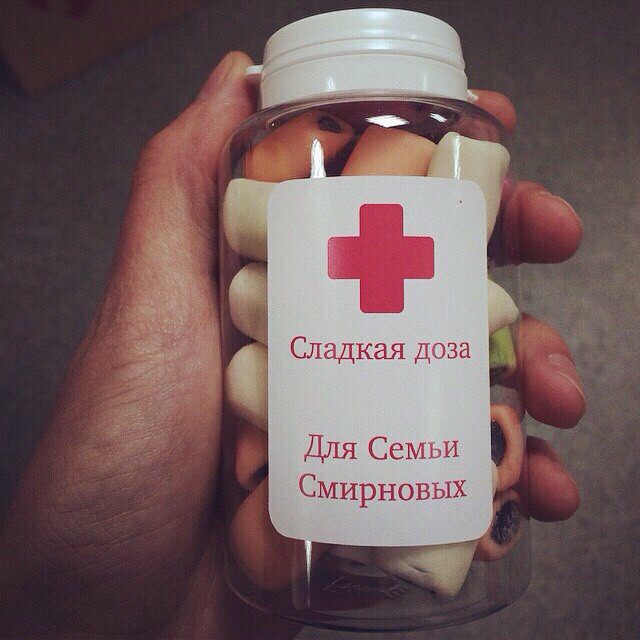 Сладкая доза
Для Семьи
Смирновых